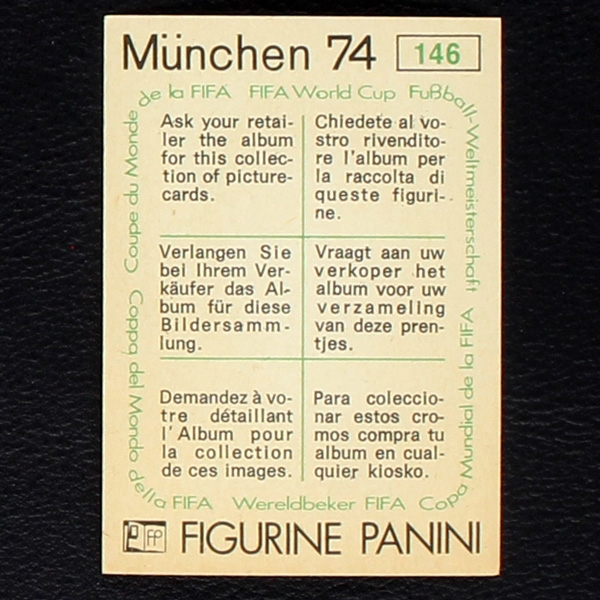 München 74 146
de la FIFA FIFA World Cup Fußball-Weltmeisterschaft
Ask your retai-
ler the album
for this collec-
tion of picture-
cards.
Chiedete al vo-
stro rivendito-
re l'album per
la raccolta di
queste figuri-
ne.
Verlangen Sie
bei Ihrem Ver-
käufer das Al-
bum für diese
Bildersamm-
lung.
Vraagt aan uw
verkoper het
album voor uw
verzameling
van deze pren-
tjes.
Demandez à vo-
tre détaillant
l'Album pour
la collection
de ces images.
Para coleccio-
nar estos cro-
mos compra tu
album en cual-
quier kiosko.
Coppa del Mondo
Coupe du Monde
della FIFA Wereldbeker FIFA Copa Mundial de la FIFA
FP FIGURINE PANINI